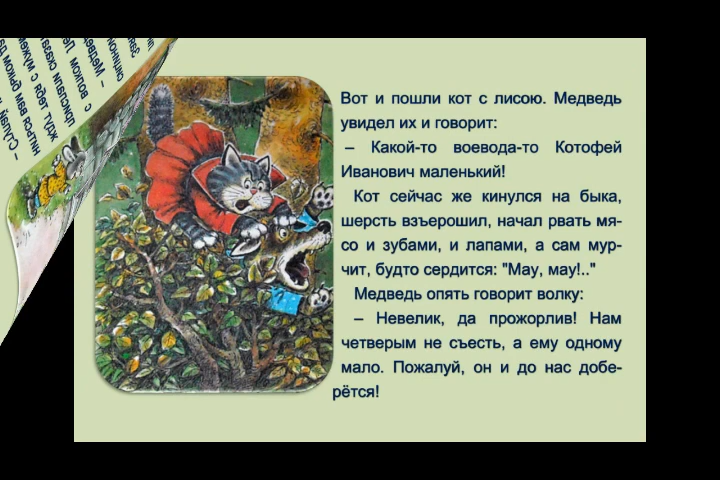 Вот и пошли кот с лисою. Медведь
увидел их и говорит:
– Какой-то воевода-то Котофей
Иванович маленький!
Кот сейчас же кинулся на быка,
шерсть взъерошил, начал рвать мя-
со и зубами, и лапами, а сам мур-
чит, будто сердится: "Мау, мау!.."
Медведь опять говорит волку:
– Невелик, да прожорлив! Нам
четверым не съесть, а ему одному
мало. Пожалуй, он и до нас добе-
рётся!